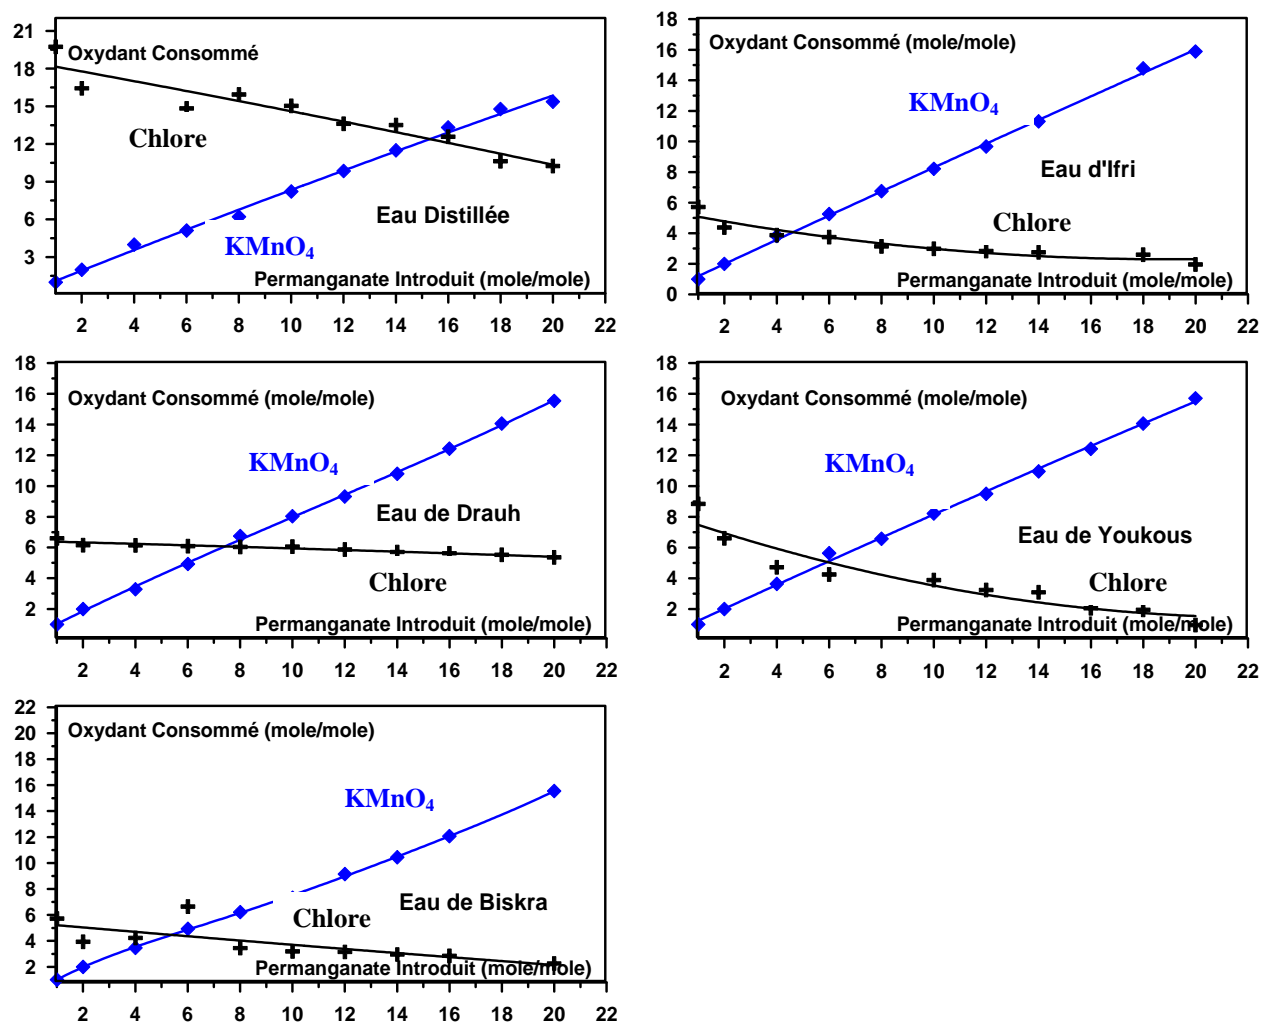 21
18
15
12
9
6
3
Oxydant Consommé
Chlore
Eau Distillée
KMnO₄
Permanganate Introduit (mole/mole)
2 4 6 8 10 12 14 16 18 20 22
18
16
14
12
10
8
6
4
2
0
Oxydant Consommé (mole/mole)
KMnO₄
Eau d'Ifri
Chlore
Permanganate Introduit (mole/mole)
2 4 6 8 10 12 14 16 18 20 22
18
16
14
12
10
8
6
4
2
Oxydant Consommé (mole/mole)
KMnO₄
Eau de Drauh
Chlore
Permanganate Introduit (mole/mole)
2 4 6 8 10 12 14 16 18 20 22
18
16
14
12
10
8
6
4
2
Oxydant Consommé (mole/mole)
KMnO₄
Eau de Youkous
Chlore
Permanganate Introduit (mole/mole)
2 4 6 8 10 12 14 16 18 20 22
22
20
18
16
14
12
10
8
6
4
2
Oxydant Consommé (mole/mole)
KMnO₄
Eau de Biskra
Chlore
Permanganate Introduit (mole/mole)
2 4 6 8 10 12 14 16 18 20 22